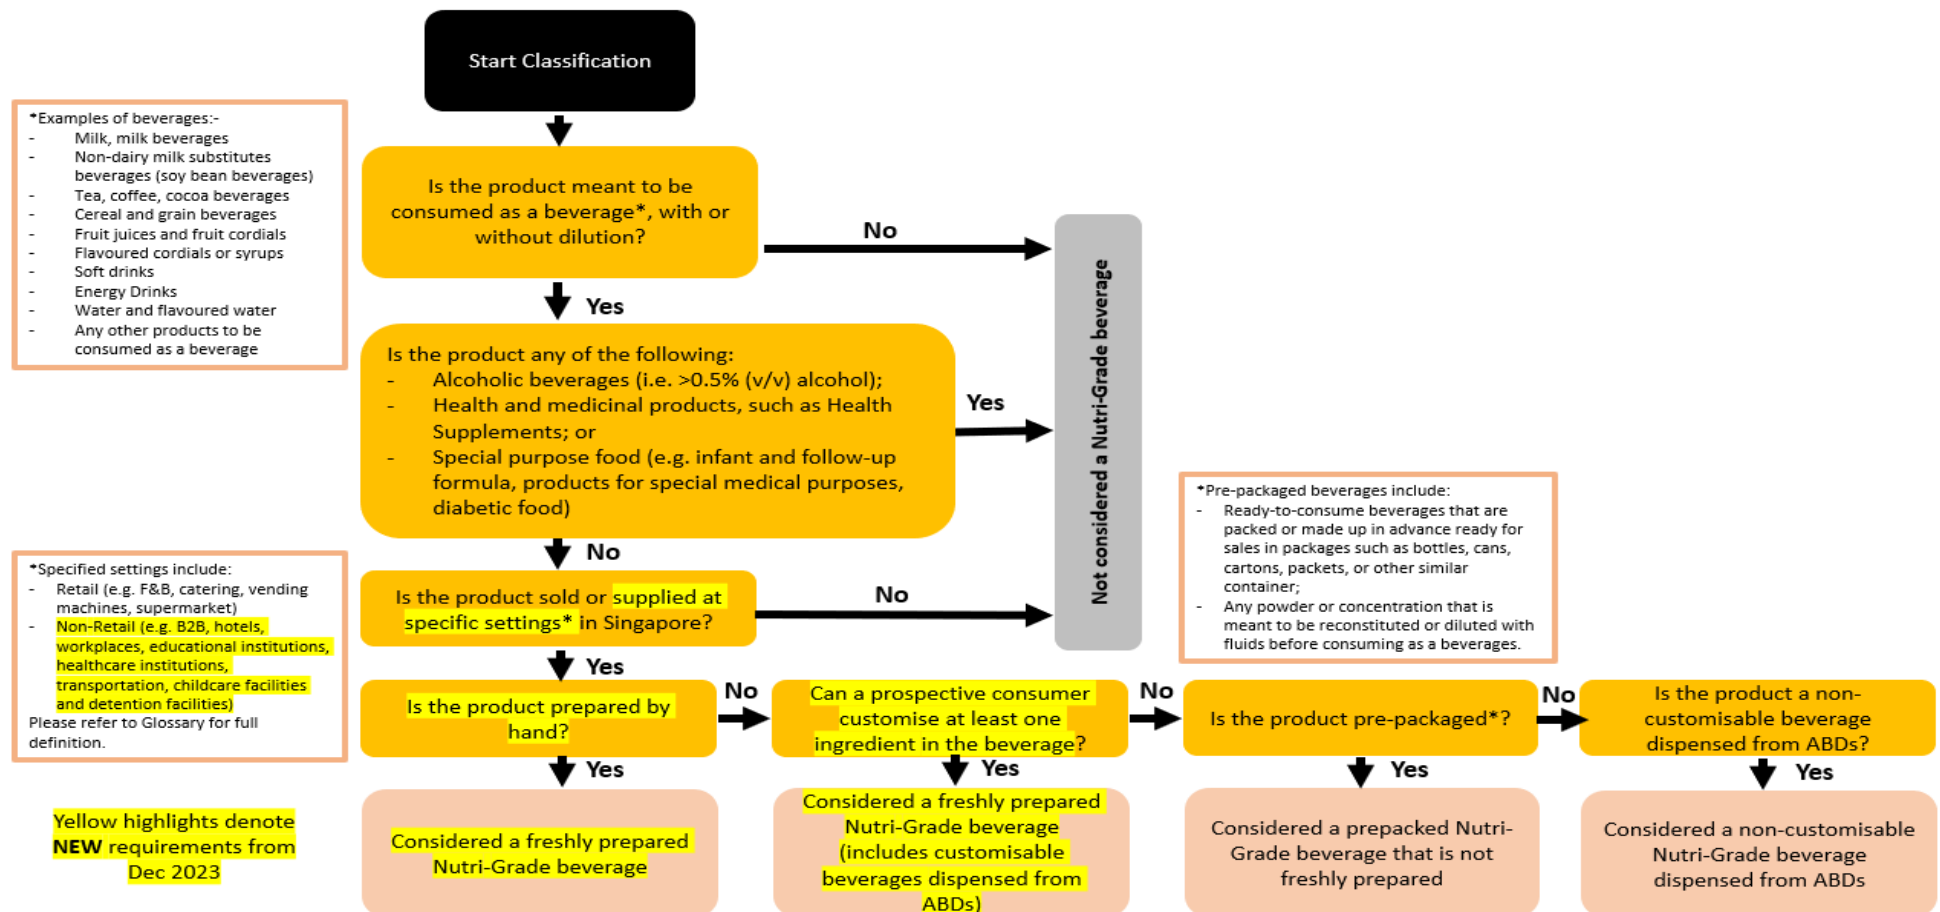 Start Classification
*Examples of beverages:-
- Milk, milk beverages
- Non-dairy milk substitutes
beverages (soy bean beverages)
- Tea, coffee, cocoa beverages
- Cereal and grain beverages
- Fruit juices and fruit cordials
- Flavoured cordials or syrups
- Soft drinks
- Energy Drinks
- Water and flavoured water
- Any other products to be
consumed as a beverage
Is the product meant to be
consumed as a beverage*, with or
without dilution?
No
Not considered a Nutri-Grade beverage
Yes
Is the product any of the following:
- Alcoholic beverages (i.e. >0.5% (v/v) alcohol);
- Health and medicinal products, such as Health
Supplements; or
- Special purpose food (e.g. infant and follow-up
formula, products for special medical purposes,
diabetic food)
Yes
No
*Specified settings include:
- Retail (e.g. F&B, catering, vending
machines, supermarket)
- Non-Retail (e.g. B2B, hotels,
workplaces, educational institutions,
healthcare institutions,
transportation, childcare facilities
and detention facilities)
Please refer to Glossary for full
definition.
Is the product sold or supplied at
specific settings* in Singapore?
No
*Pre-packaged beverages include:
- Ready-to-consume beverages that are
packed or made up in advance ready for
sales in packages such as bottles, cans,
cartons, packets, or other similar
container;
- Any powder or concentration that is
meant to be reconstituted or diluted with
fluids before consuming as a beverages.
Yes
Is the product prepared by
hand?
No
Can a prospective consumer
customise at least one
ingredient in the beverage?
No
Is the product pre-packaged*?
No
Is the product a non-
customisable beverage
dispensed from ABDs?
Yes
Yes
Yes
Yes
Yellow highlights denote
NEW requirements from
Dec 2023
Considered a freshly prepared
Nutri-Grade beverage
Considered a freshly prepared
Nutri-Grade beverage
(includes customisable
beverages dispensed from
ABDs)
Considered a prepacked Nutri-
Grade beverage that is not
freshly prepared
Considered a non-customisable
Nutri-Grade beverage
dispensed from ABDs